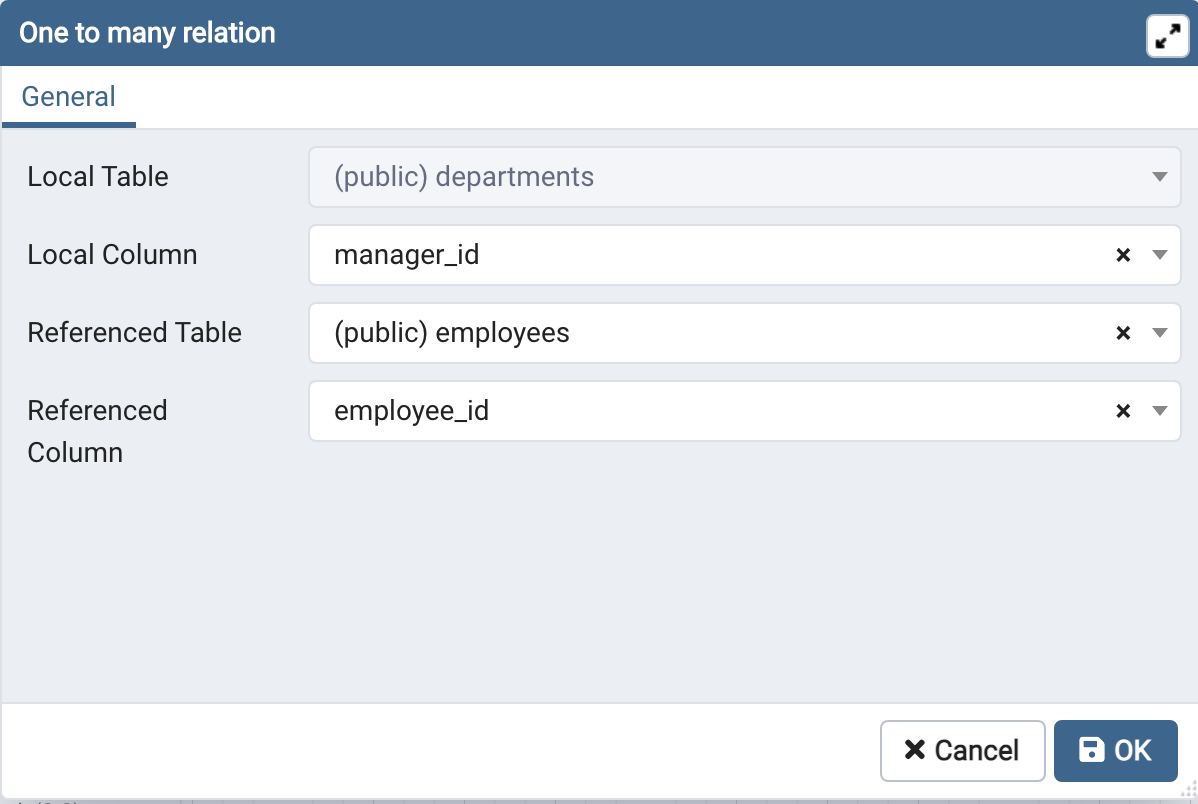 One to many relation
General
Local Table
(public) departments
Local Column
manager_id
Referenced Table
(public) employees
Referenced
Column
employee_id
Cancel
OK